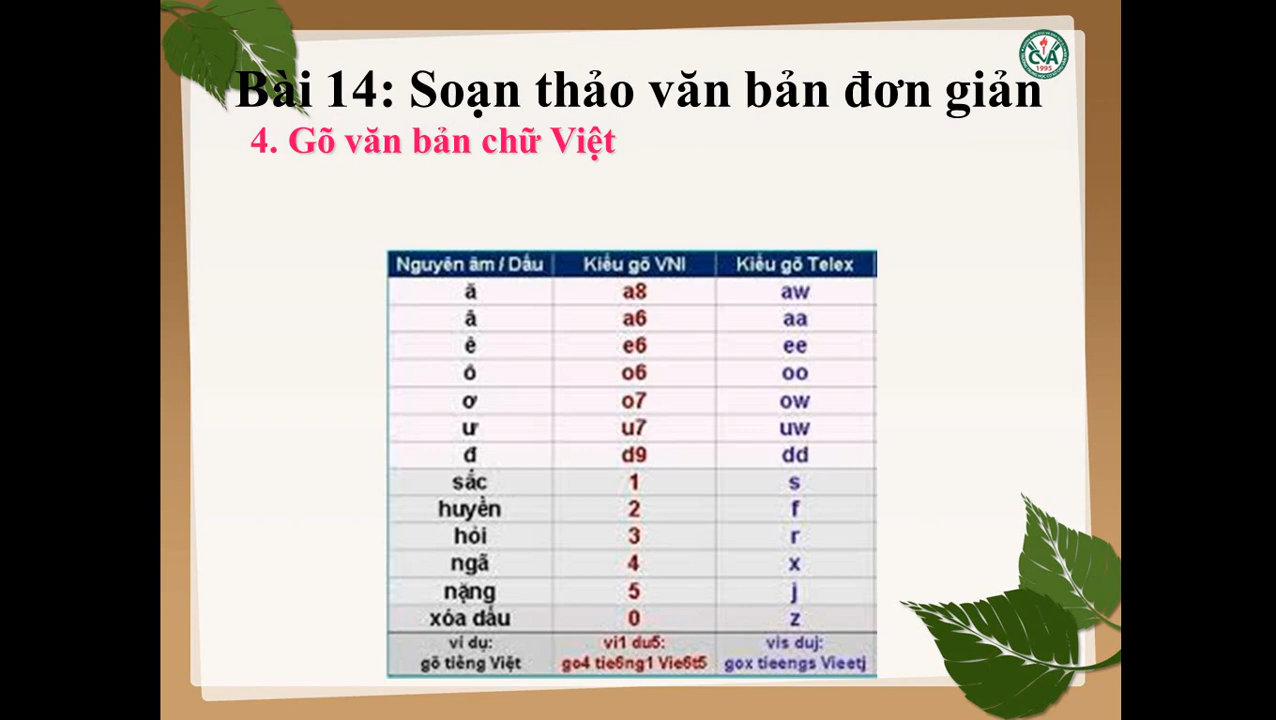 CVA
1995
Bài 14: Soạn thảo văn bản đơn giản
4. Gõ văn bản chữ Việt
Nguyên âm / Dấu Kiểu gõ VNI Kiểu gõ Telex
ă a8 aw
â a6 aa
ê e6 ee
ô o6 oo
ơ o7 ow
ư u7 uw
đ d9 dd
sắc 1 s
huyền 2 f
hỏi 3 r
ngã 4 x
nặng 5 j
xóa dấu 0 z
ví dụ: vi1 du5: vis duj:
gõ tiếng Việt go4 tie6ng1 Vie6t5 gox tieengs Vieetj